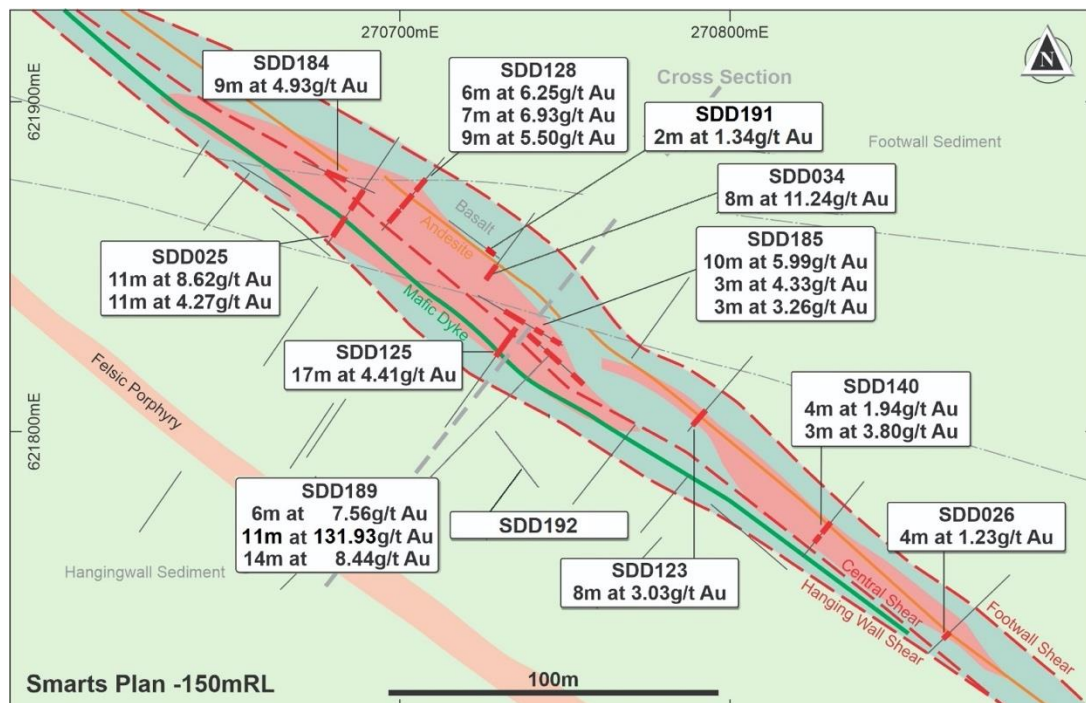 270700mE
270800mE
N
621900mE
621800mE
SDD184
9m at 4.93g/t Au
SDD128
6m at 6.25g/t Au
7m at 6.93g/t Au
9m at 5.50g/t Au
Cross Section
SDD191
2m at 1.34g/t Au
Footwall Sediment
SDD034
8m at 11.24g/t Au
Basalt
Andesite
SDD185
10m at 5.99g/t Au
3m at 4.33g/t Au
3m at 3.26g/t Au
SDD025
11m at 8.62g/t Au
11m at 4.27g/t Au
Mafic Dyke
SDD125
17m at 4.41g/t Au
Felsic Porphyry
SDD140
4m at 1.94g/t Au
3m at 3.80g/t Au
SDD189
6m at 7.56g/t Au
11m at 131.93g/t Au
14m at 8.44g/t Au
SDD192
SDD026
4m at 1.23g/t Au
Hangingwall Sediment
SDD123
8m at 3.03g/t Au
Central Shear
Hanging Wall Shear
Footwall Shear
Smarts Plan -150mRL
100m